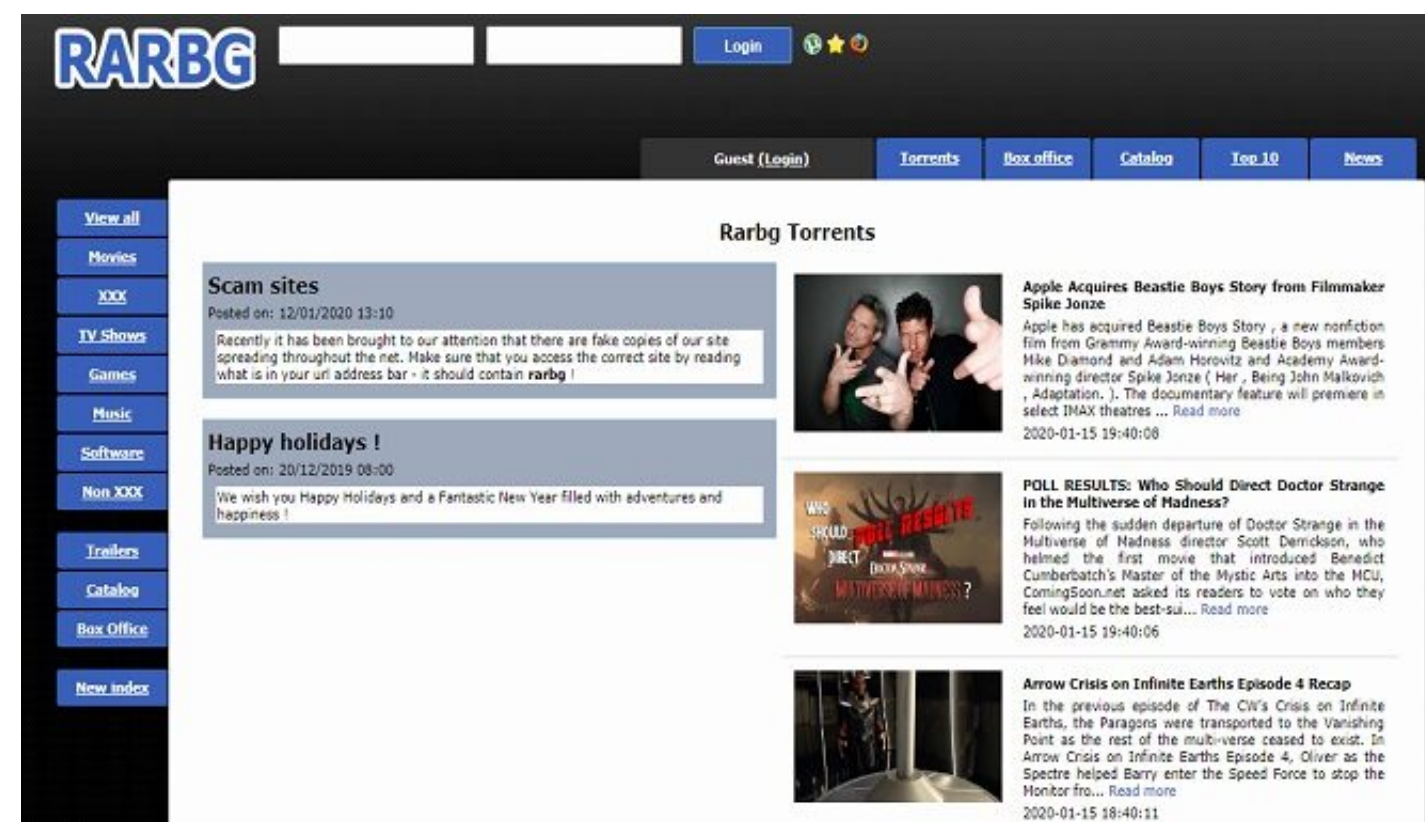 RARBG
Login
Guest (Login)
Torrents
Box office
Catalog
Top 10
News
View all
Movies
XXX
TV Shows
Games
Music
Software
Non XXX
Trailers
Catalog
Box Office
New index
Rarbg Torrents
Scam sites
Posted on: 12/01/2020 13:10
Recently it has been brought to our attention that there are fake copies of our site
spreading throughout the net. Make sure that you access the correct site by reading
what is in your url address bar - it should contain rarbg !
Happy holidays !
Posted on: 20/12/2019 08:00
We wish you Happy Holidays and a Fantastic New Year filled with adventures and
happiness !
Apple Acquires Beastie Boys Story from Filmmaker
Spike Jonze
Apple has acquired Beastie Boys Story , a new nonfiction
film from Grammy Award-winning Beastie Boys members
Mike Diamond and Adam Horovitz and Academy Award-
winning director Spike Jonze ( Her , Being John Malkovich
, Adaptation. ). The documentary feature will premiere in
select IMAX theatres ... Read more
2020-01-15 19:40:08
WHO
SHOULD
DIRECT
POLL RESULTS
DOCTOR STRANGE
MULTIVERSE OF MADNESS ?
POLL RESULTS: Who Should Direct Doctor Strange
in the Multiverse of Madness?
Following the sudden departure of Doctor Strange in the
Multiverse of Madness director Scott Derrickson, who
helmed the first movie that introduced Benedict
Cumberbatch's Master of the Mystic Arts into the MCU,
ComingSoon.net asked its readers to vote on who they
feel would be the best-sui... Read more
2020-01-15 19:40:06
Arrow Crisis on Infinite Earths Episode 4 Recap
In the previous episode of The CW's Crisis on Infinite
Earths, the Paragons were transported to the Vanishing
Point as the rest of the multi-verse ceased to exist. In
Arrow Crisis on Infinite Earths Episode 4, Oliver as the
Spectre helped Barry enter the Speed Force to stop the
Monitor fro... Read more
2020-01-15 18:40:11